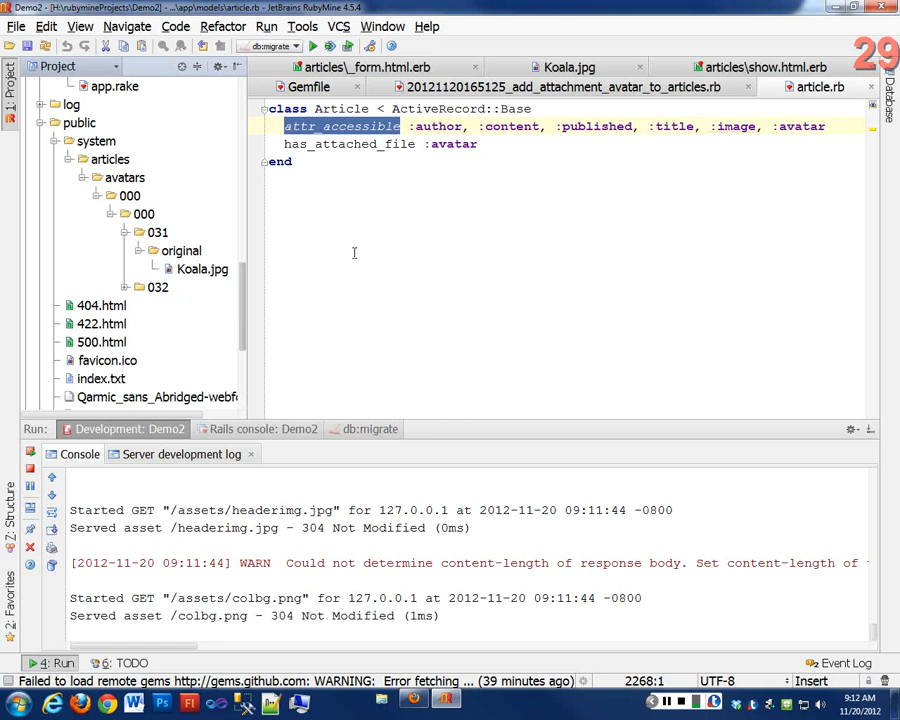 Demo2 - [H:\rubymineProjects\Demo2] - ...\app\models\article.rb - JetBrains RubyMine 4.5.4
File Edit View Navigate Code Refactor Run Tools VCS Window Help
db:migrate
29
1: Project
Project
articles\_form.html.erb
Koala.jpg
articles\show.html.erb
Gemfile
20121120165125_add_attachment_avatar_to_articles.rb
article.rb
Database
app.rake
log
public
system
articles
avatars
000
000
031
original
Koala.jpg
032
404.html
422.html
500.html
favicon.ico
index.txt
Qarmic_sans_Abridged-webf
class Article < ActiveRecord::Base
attr_accessible :author, :content, :published, :title, :image, :avatar
has_attached_file :avatar
end
Run:
Development: Demo2
Rails console: Demo2
db:migrate
Console
Server development log
Z: Structure
2: Favorites
Started GET "/assets/headerimg.jpg" for 127.0.0.1 at 2012-11-20 09:11:44 -0800
Served asset /headerimg.jpg - 304 Not Modified (0ms)
[2012-11-20 09:11:44] WARN Could not determine content-length of response body. Set content-length of
Started GET "/assets/colbg.png" for 127.0.0.1 at 2012-11-20 09:11:44 -0800
Served asset /colbg.png - 304 Not Modified (1ms)
4: Run
6: TODO
Event Log
Failed to load remote gems http://gems.github.com: WARNING: Error fetching ... (39 minutes ago)
2268:1
UTF-8
Insert
9:12 AM
11/20/2012